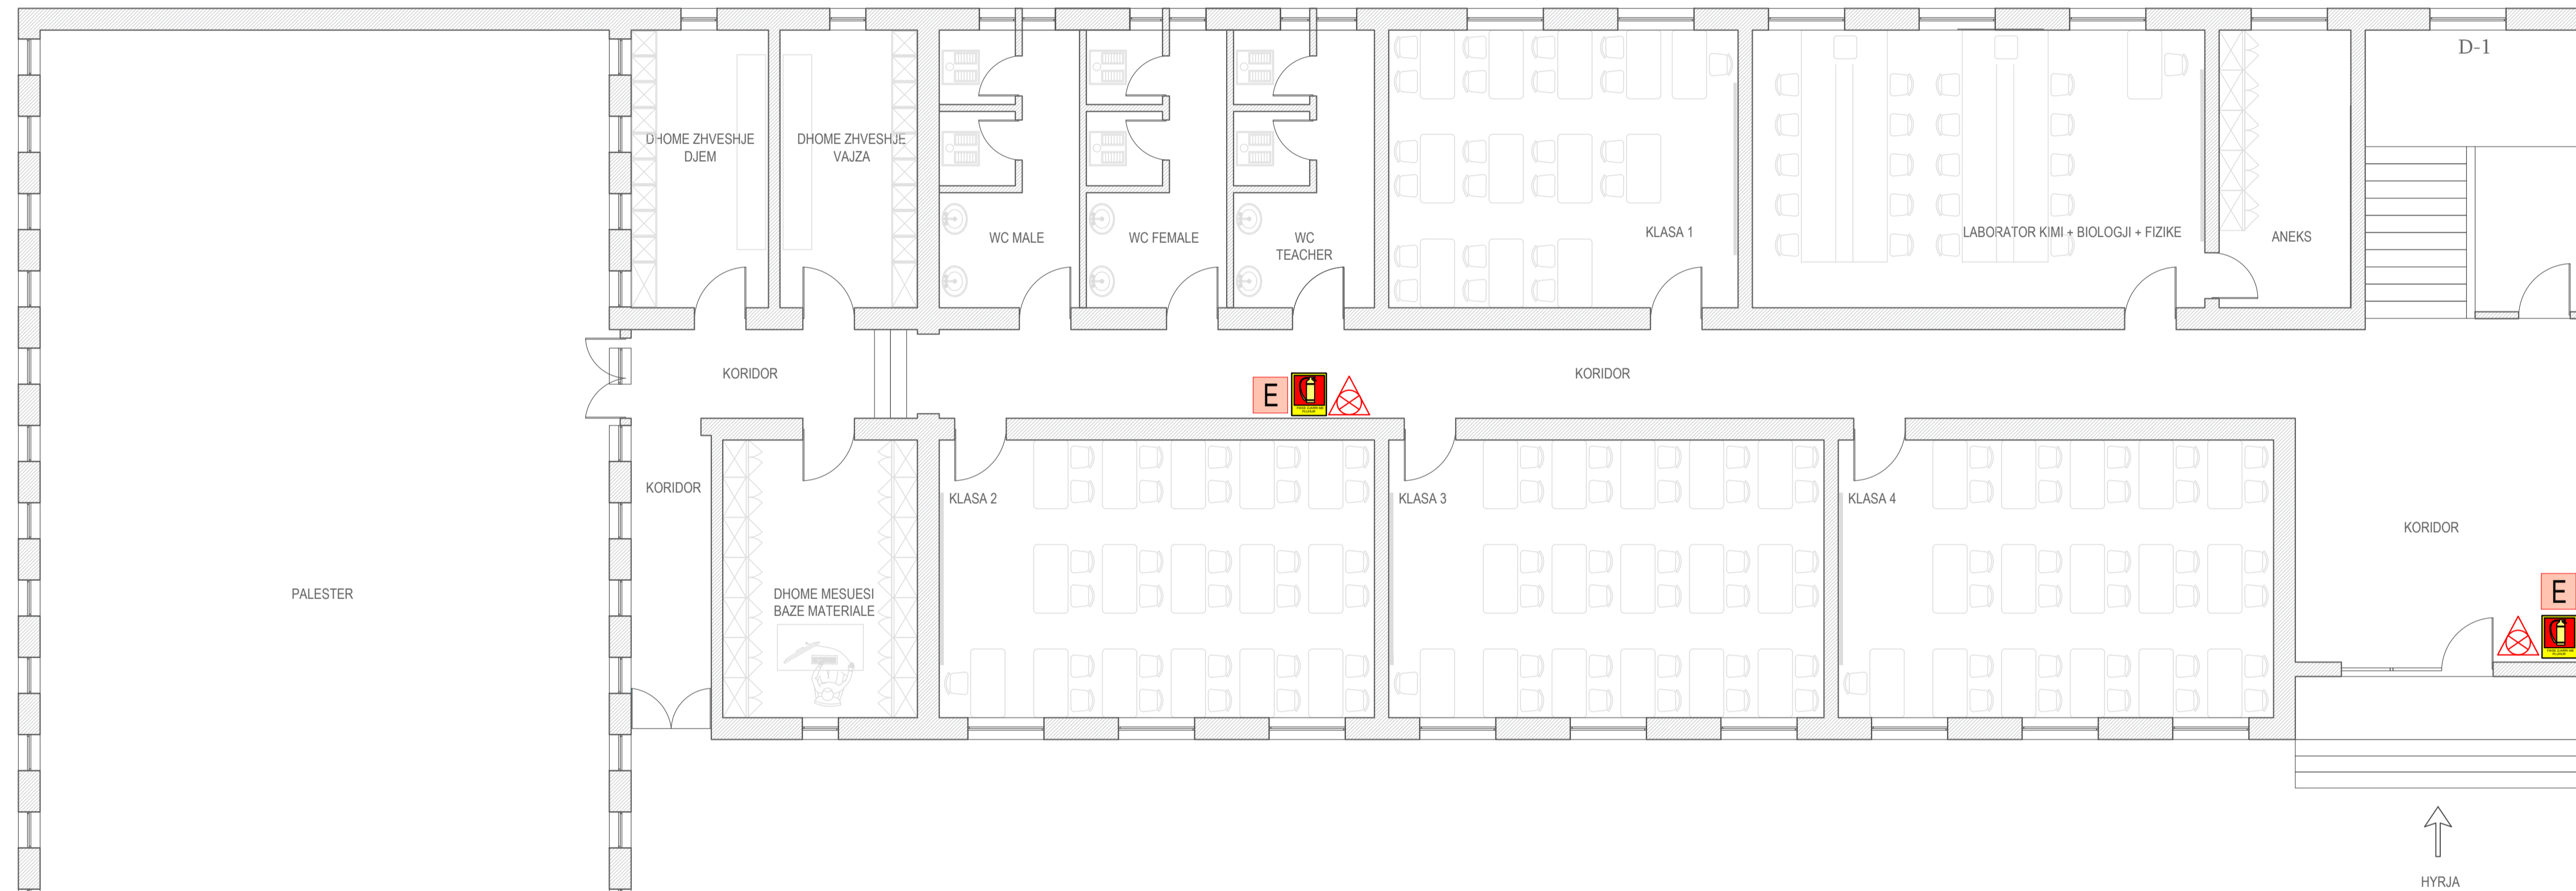 D-1
DHOME ZHVESHJE
DJEM
DHOME ZHVESHJE
VAJZA
WC MALE
WC FEMALE
WC
TEACHER
KLASA 1
LABORATOR KIMI + BIOLOGJI + FIZIKE
ANEKS
KORIDOR
E
KORIDOR
KORIDOR
KLASA 2
KLASA 3
KLASA 4
KORIDOR
PALESTER
DHOME MESUESI
BAZE MATERIALE
E
HYRJA